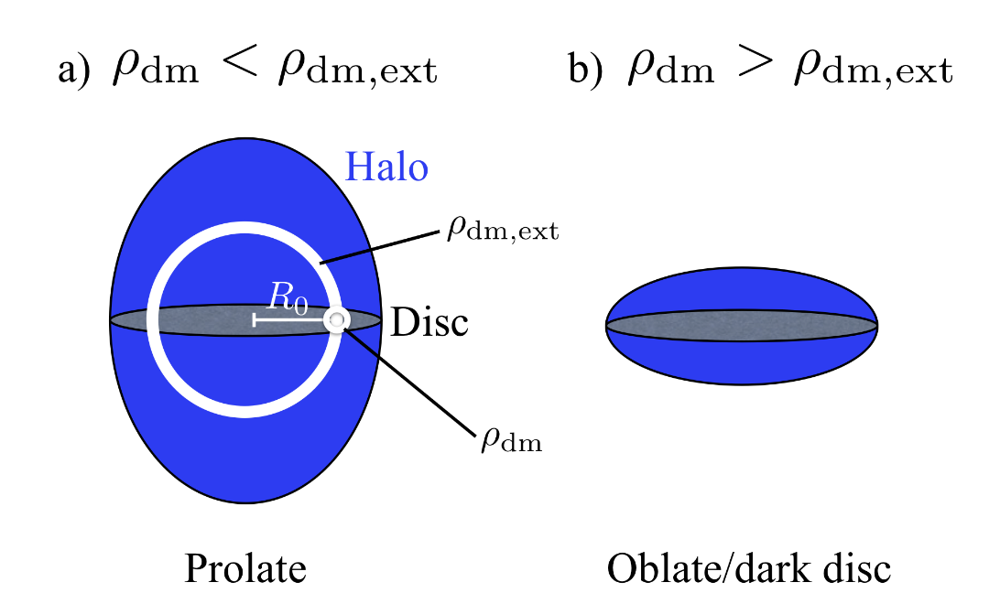 a) ρdm < ρdm,ext
b) ρdm > ρdm,ext
Halo
ρdm,ext
R0
Disc
ρdm
Prolate
Oblate/dark disc